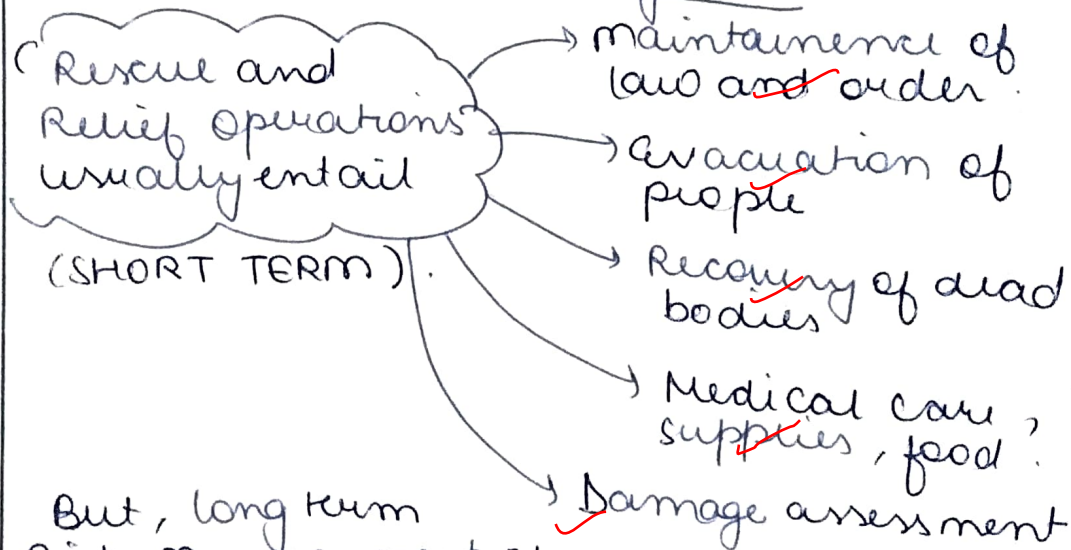 Rescue and
Relief operations
usually entail
(SHORT TERM).
maintainence of
law and order.
Evacuation of
people
Recovery of dead
bodies
Medical care,
supplies, food.
Damage assessment
But, long term